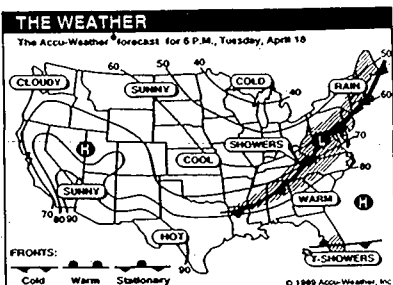 THE WEATHER
The Accu-Weather® forecast for 6 P.M., Tuesday, April 18
60 50 40 50
CLOUDY SUNNY COLD RAIN
40 60
SHOWERS 70
H COOL L
80
SUNNY WARM H
70 80 90
HOT
T-SHOWERS
90
FRONTS:
Cold Warm Stationary
© 1989 Accu-Weather, Inc